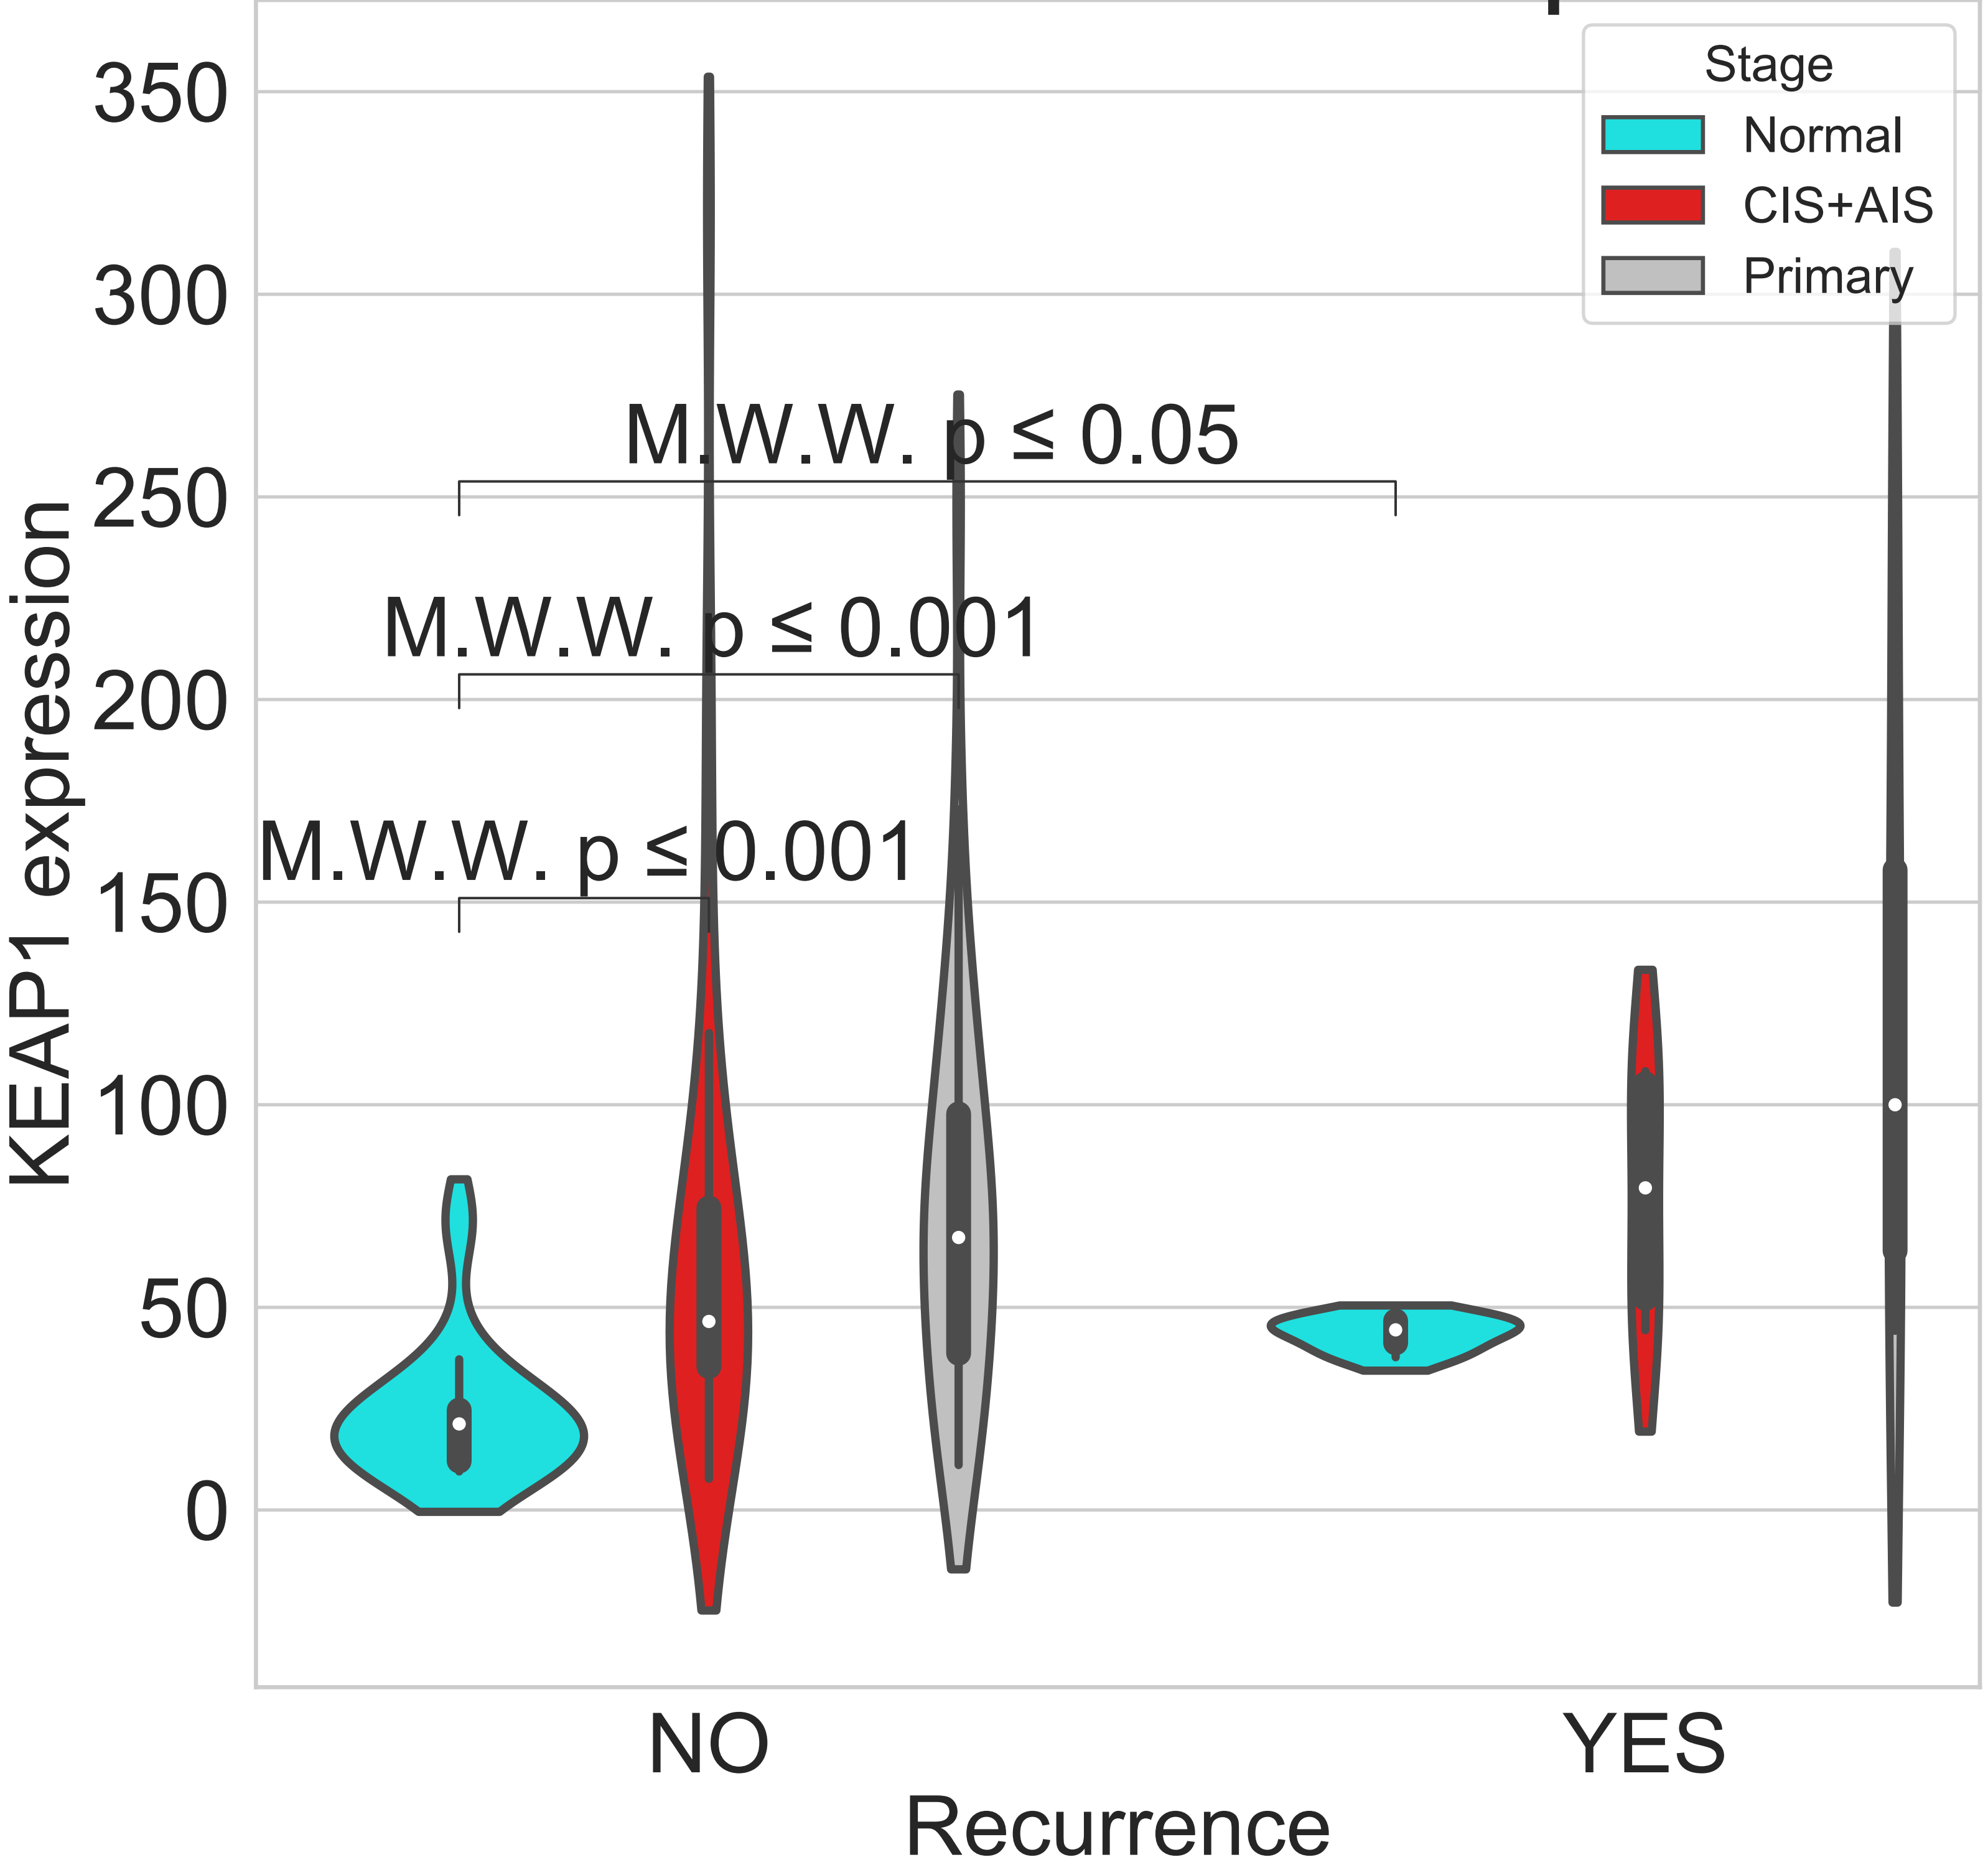 Stage
Normal
CIS+AIS
Primary
350
300
250
200
150
100
50
0
KEAP1 expression
M.W.W. p ≤ 0.05
M.W.W. p ≤ 0.001
M.W.W. p ≤ 0.001
NO
YES
Recurrence